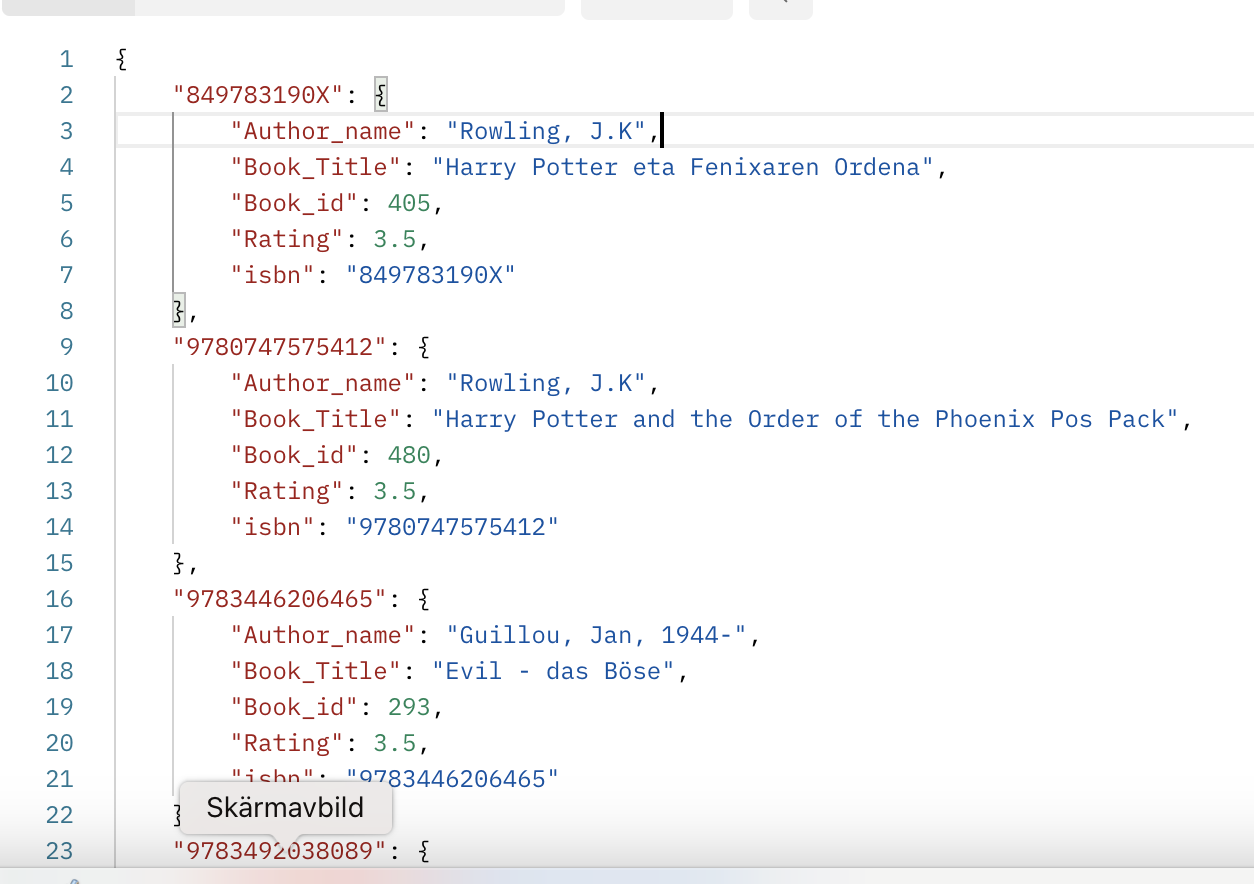 1 {
2 "849783190X": {
3 "Author_name": "Rowling, J.K",
4 "Book_Title": "Harry Potter eta Fenixaren Ordena",
5 "Book_id": 405,
6 "Rating": 3.5,
7 "isbn": "849783190X"
8 },
9 "9780747575412": {
10 "Author_name": "Rowling, J.K",
11 "Book_Title": "Harry Potter and the Order of the Phoenix Pos Pack",
12 "Book_id": 480,
13 "Rating": 3.5,
14 "isbn": "9780747575412"
15 },
16 "9783446206465": {
17 "Author_name": "Guillou, Jan, 1944-",
18 "Book_Title": "Evil - das Böse",
19 "Book_id": 293,
20 "Rating": 3.5,
21 "isbn": "9783446206465"
22 }
Skärmavbild
23 "9783492038089": {